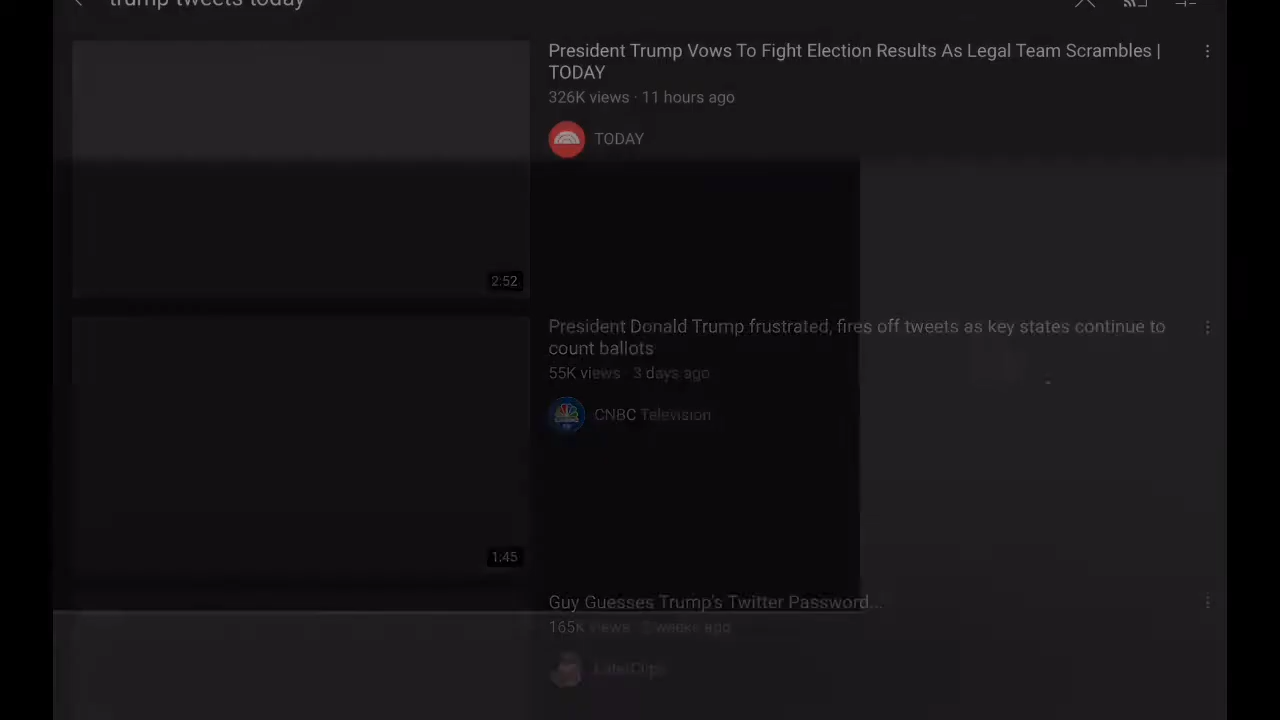 trump tweets today
President Trump Vows To Fight Election Results As Legal Team Scrambles |
TODAY
326K views · 11 hours ago
TODAY
2:52
President Donald Trump frustrated, fires off tweets as key states continue to
count ballots
55K views · 3 days ago
CNBC Television
1:45
Guy Guesses Trump's Twitter Password...
165K views · weeks ago